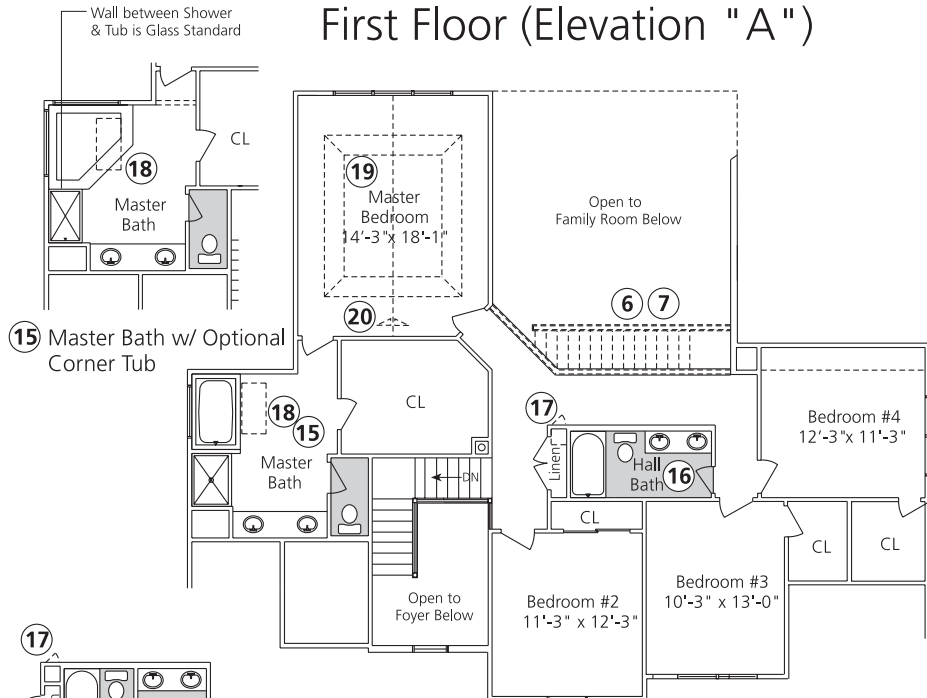 First Floor (Elevation "A")
Wall between Shower
& Tub is Glass Standard
CL
18
Master
Bath
15 Master Bath w/ Optional
Corner Tub
19
Master
Bedroom
14'-3"x 18'-1"
20
Open to
Family Room Below
6 7
CL
18
15
Master
Bath
DN
17
Linen
Hall
Bath
16
Bedroom #4
12'-3"x 11'-3"
CL
CL
CL
Open to
Foyer Below
Bedroom #2
11'-3" x 12'-3"
Bedroom #3
10'-3" x 13'-0"
17